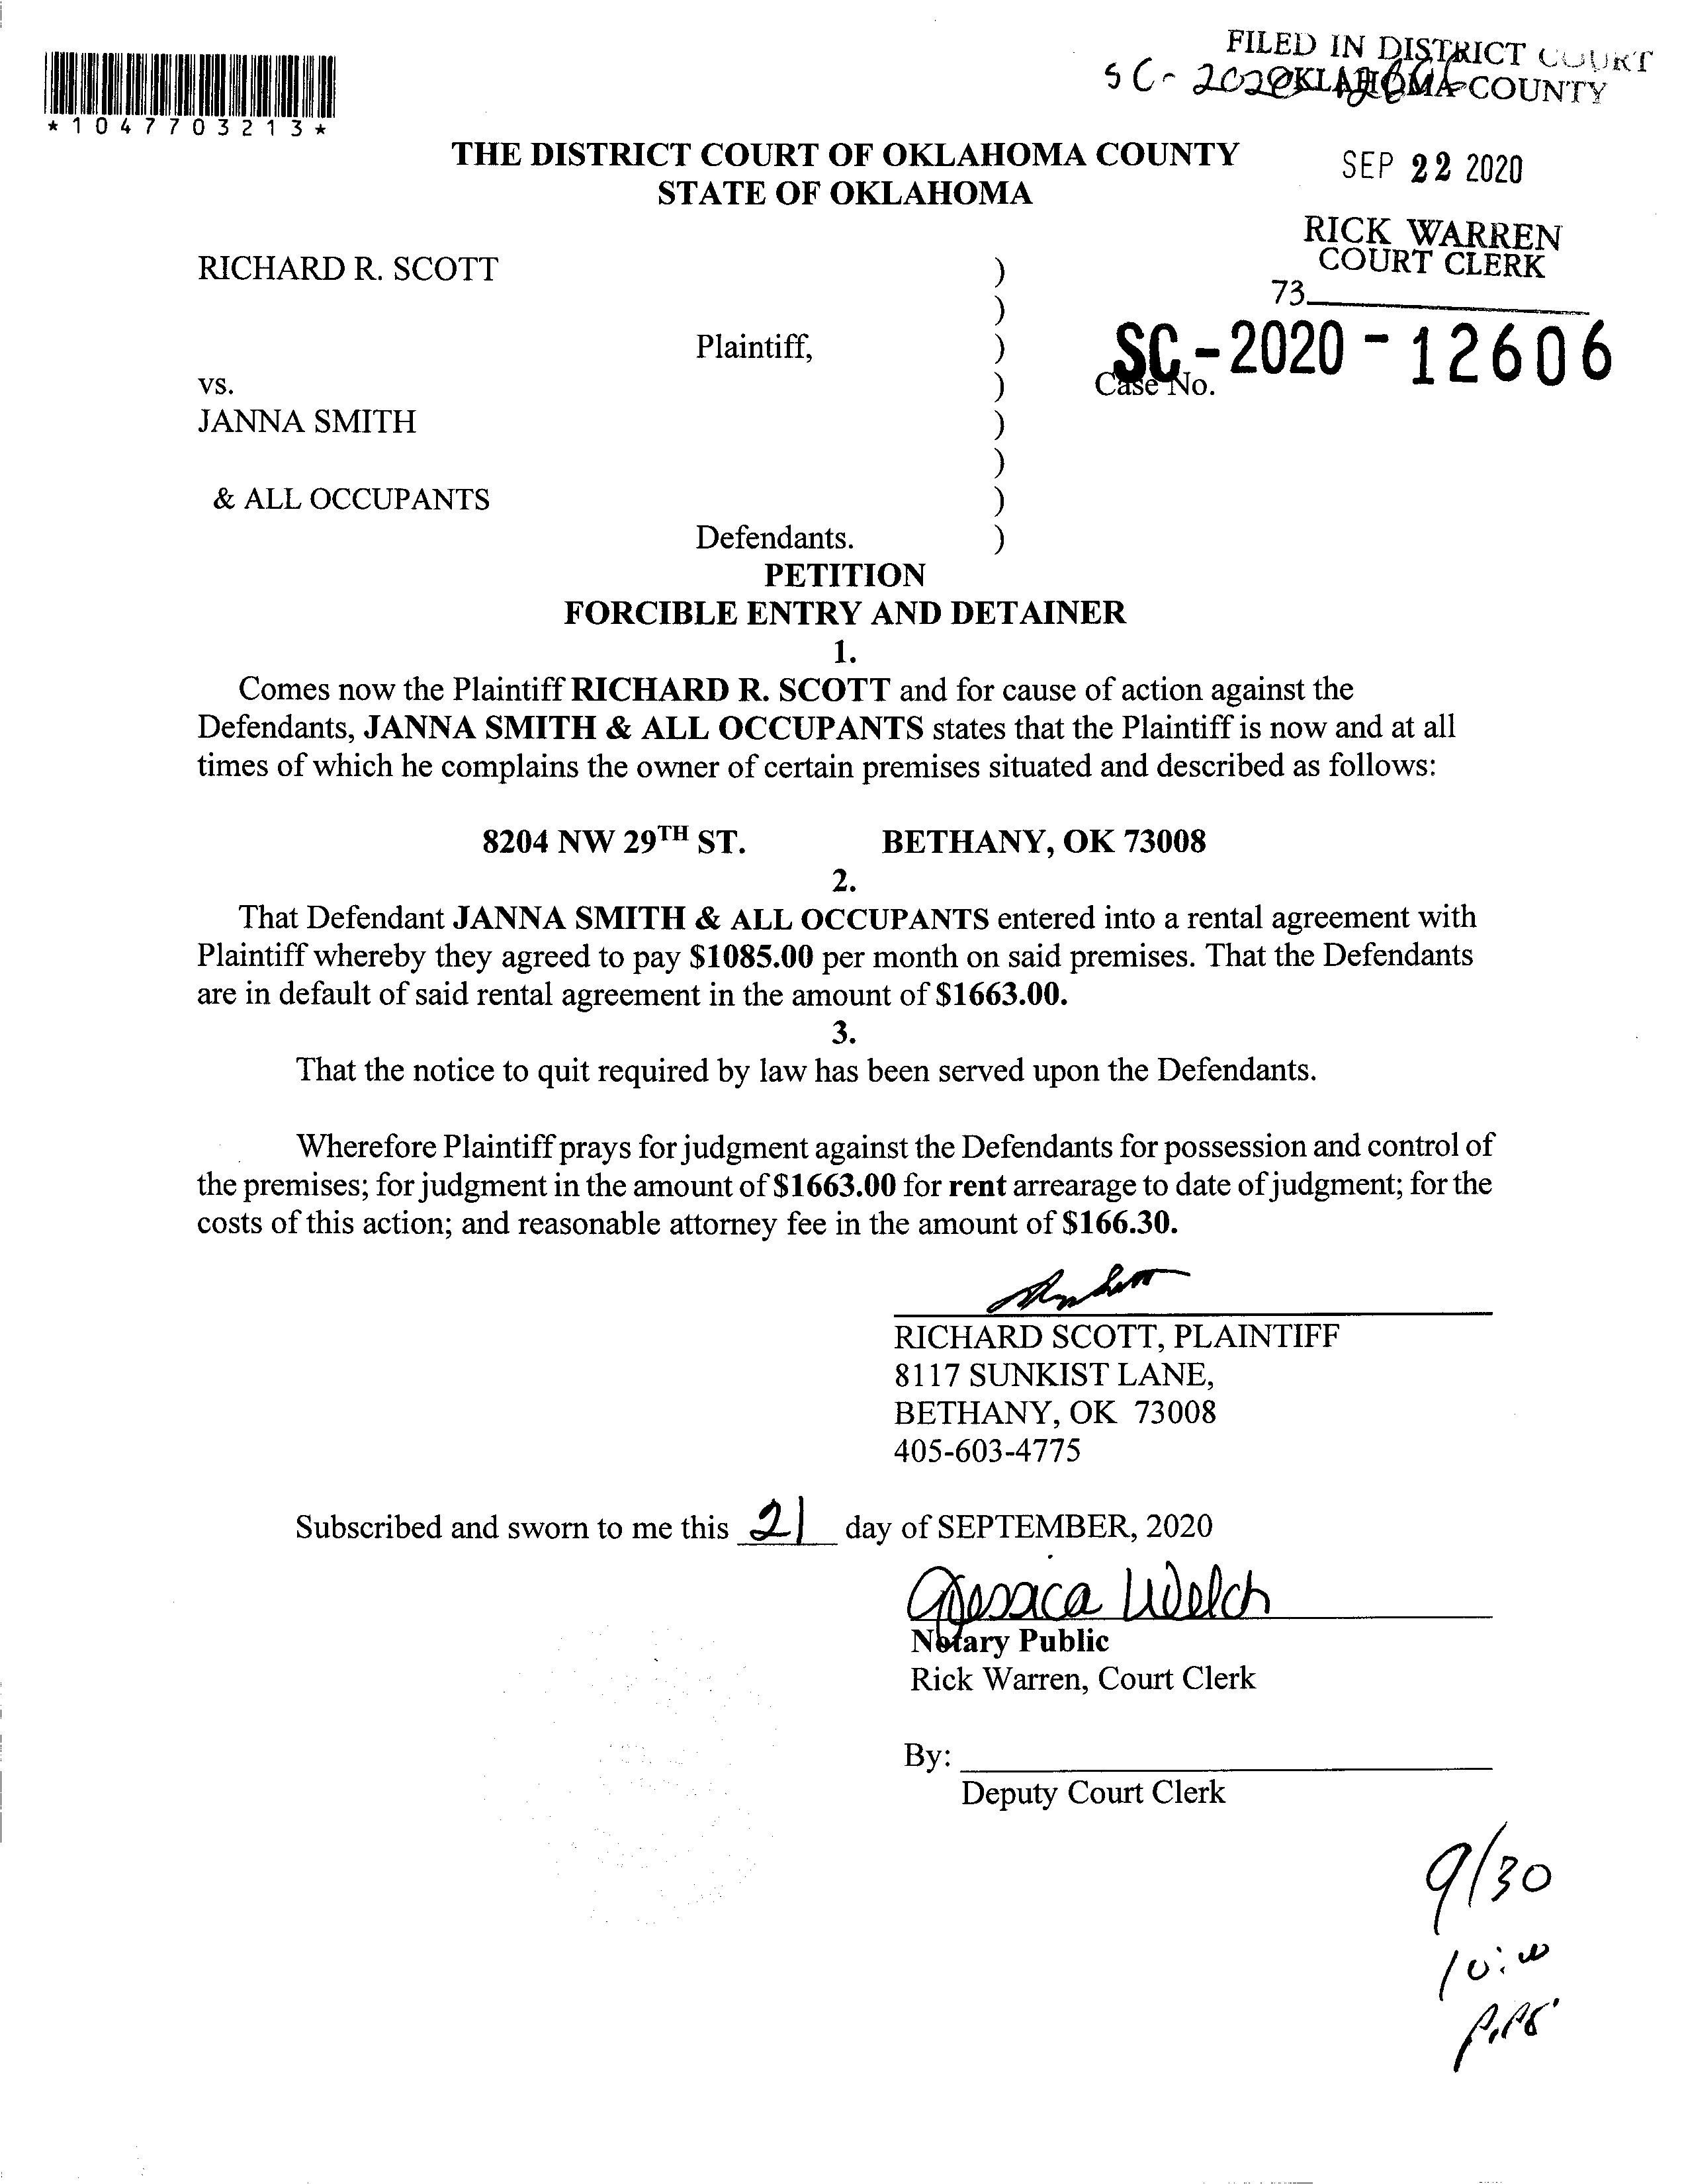 FILED IN DISTRICT COURT
OKLAHOMA COUNTY
SC-2020-
*1047703213*
THE DISTRICT COURT OF OKLAHOMA COUNTY
STATE OF OKLAHOMA
SEP 22 2020
RICK WARREN
COURT CLERK
73
RICHARD R. SCOTT )
)
Plaintiff, )
SC-2020-12606
vs. ) Case No.
JANNA SMITH )
)
& ALL OCCUPANTS )
Defendants. )
PETITION
FORCIBLE ENTRY AND DETAINER
1.
Comes now the Plaintiff RICHARD R. SCOTT and for cause of action against the
Defendants, JANNA SMITH & ALL OCCUPANTS states that the Plaintiff is now and at all
times of which he complains the owner of certain premises situated and described as follows:
8204 NW 29TH ST. BETHANY, OK 73008
2.
That Defendant JANNA SMITH & ALL OCCUPANTS entered into a rental agreement with
Plaintiff whereby they agreed to pay $1085.00 per month on said premises. That the Defendants
are in default of said rental agreement in the amount of $1663.00.
3.
That the notice to quit required by law has been served upon the Defendants.
Wherefore Plaintiff prays for judgment against the Defendants for possession and control of
the premises; for judgment in the amount of $1663.00 for rent arrearage to date of judgment; for the
costs of this action; and reasonable attorney fee in the amount of $166.30.
RICHARD SCOTT, PLAINTIFF
8117 SUNKIST LANE,
BETHANY, OK 73008
405-603-4775
Subscribed and sworn to me this 21 day of SEPTEMBER, 2020
Jessica Welch
Notary Public
Rick Warren, Court Clerk
By:
Deputy Court Clerk
9/30